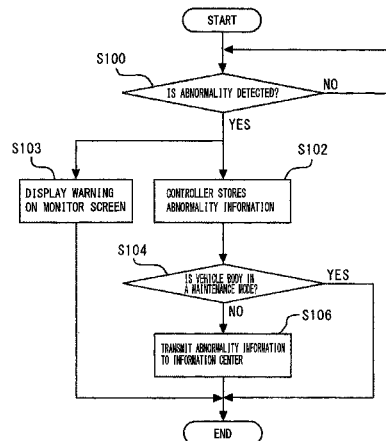 START
S100
IS ABNORMALITY DETECTED?
NO
YES
S103
S102
DISPLAY WARNING
ON MONITOR SCREEN
CONTROLLER STORES
ABNORMALITY INFORMATION
S104
IS VEHICLE BODY IN
A MAINTENANCE MODE?
YES
NO
S106
TRANSMIT ABNORMALITY INFORMATION
TO INFORMATION CENTER
END